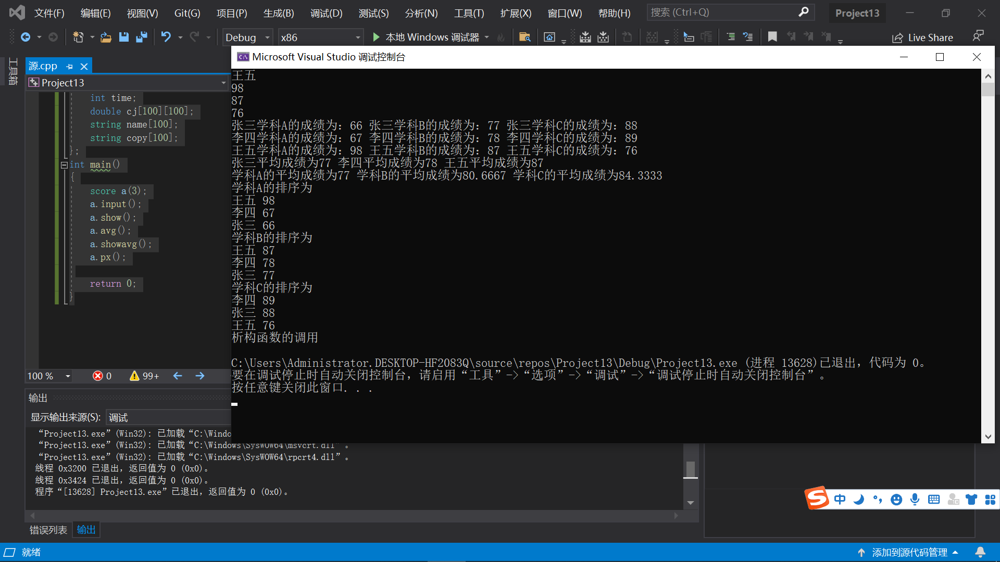 文件(F) 编辑(E) 视图(V) Git(G) 项目(P) 生成(B) 调试(D) 测试(S) 分析(N) 工具(T) 扩展(X) 窗口(W) 帮助(H) 搜索 (Ctrl+Q) Project13
Debug x86 本地 Windows 调试器 Live Share
工具箱
源.cpp
Project13
int time;
double cj[100][100];
string name[100];
string copy[100];
};
int main()
{
score a(3);
a.input();
a.show();
a.avg();
a.showavg();
a.px();
return 0;
}
100 % 0 99+
Microsoft Visual Studio 调试控制台
王五
98
87
76
张三学科A的成绩为：66 张三学科B的成绩为：77 张三学科C的成绩为：88
李四学科A的成绩为：67 李四学科B的成绩为：78 李四学科C的成绩为：89
王五学科A的成绩为：98 王五学科B的成绩为：87 王五学科C的成绩为：76
张三平均成绩为77 李四平均成绩为78 王五平均成绩为87
学科A的平均成绩为77 学科B的平均成绩为80.6667 学科C的平均成绩为84.3333
学科A的排序为
王五 98
李四 67
张三 66
学科B的排序为
王五 87
李四 78
张三 77
学科C的排序为
李四 89
张三 88
王五 76
析构函数的调用
C:\Users\Administrator.DESKTOP-HF2083Q\source\repos\Project13\Debug\Project13.exe (进程 13628)已退出，代码为 0。
要在调试停止时自动关闭控制台，请启用“工具”->“选项”->“调试”->“调试停止时自动关闭控制台”。
按任意键关闭此窗口. . .
输出
显示输出来源(S): 调试
“Project13.exe”(Win32): 已加载“C:\Windo
“Project13.exe”(Win32): 已加载“C:\Windows\SysWOW64\msvcrt.dll”。
“Project13.exe”(Win32): 已加载“C:\Windows\SysWOW64\rpcrt4.dll”。
线程 0x3200 已退出，返回值为 0 (0x0)。
线程 0x3424 已退出，返回值为 0 (0x0)。
程序“[13628] Project13.exe”已退出，返回值为 0 (0x0)。
中
错误列表 输出
就绪 添加到源代码管理